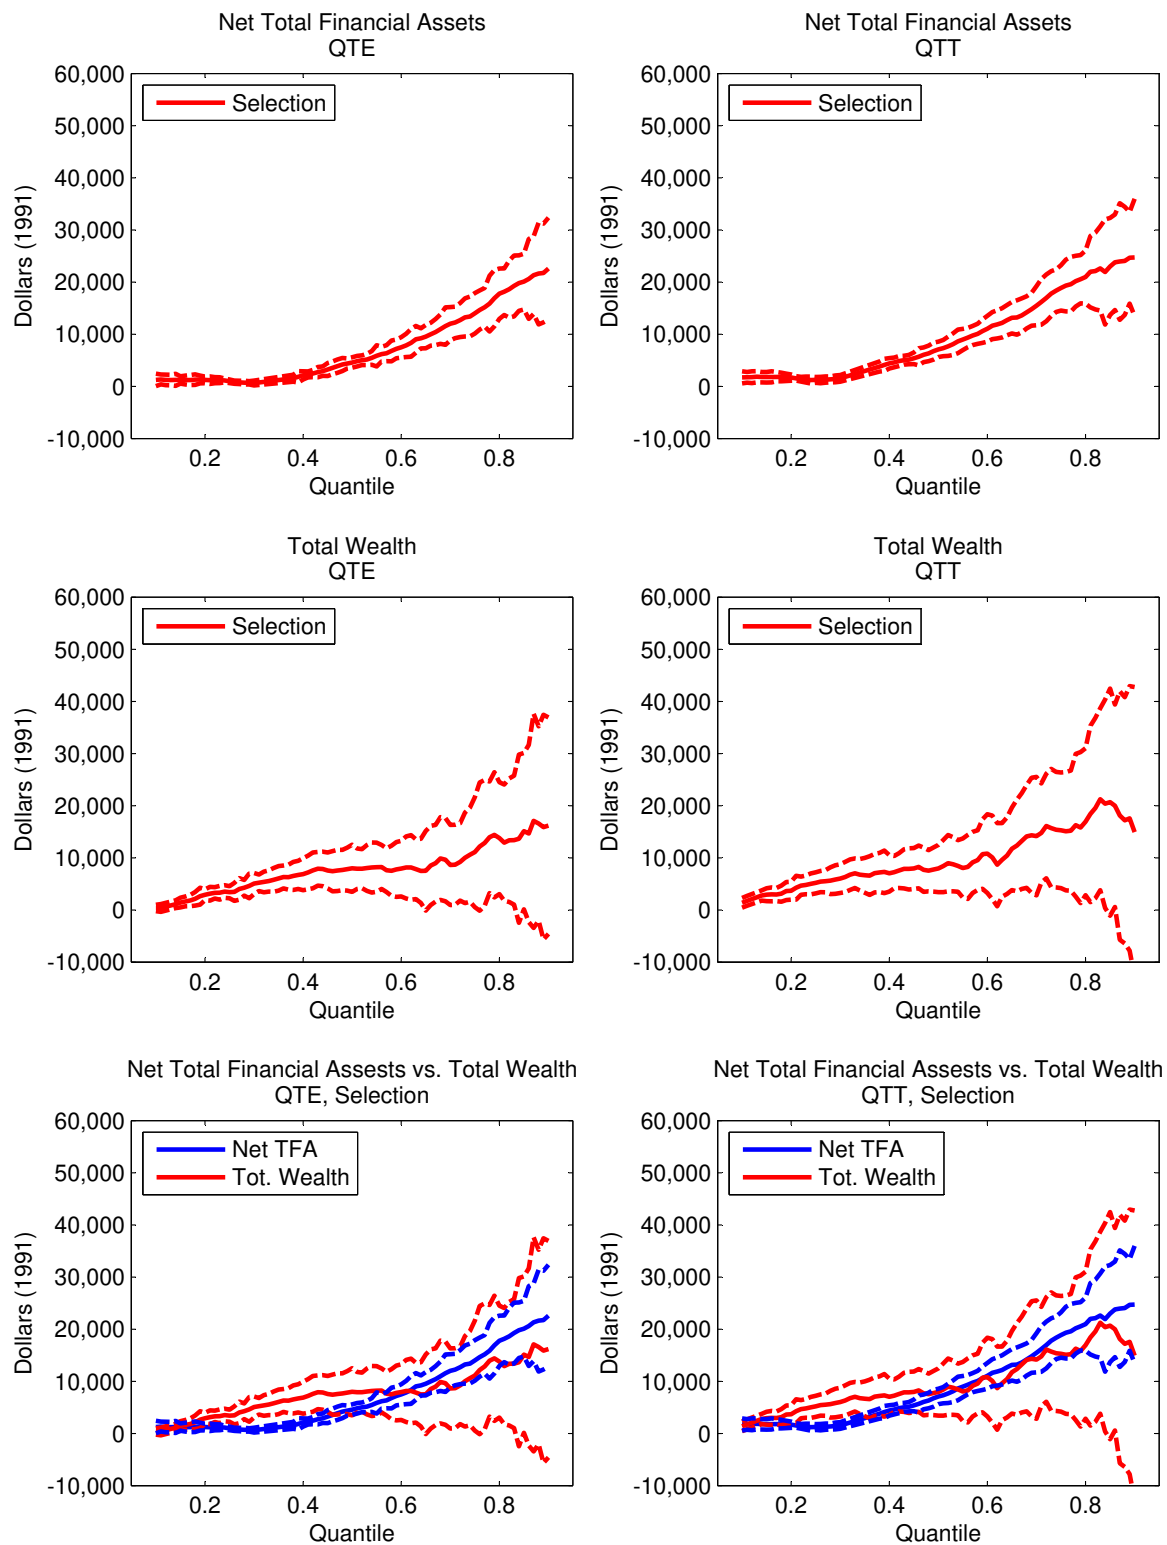 Net Total Financial Assets
QTE
60,000
50,000
40,000
30,000
20,000
10,000
0
-10,000
Dollars (1991)
Selection
0.2 0.4 0.6 0.8
Quantile
Net Total Financial Assets
QTT
60,000
50,000
40,000
30,000
20,000
10,000
0
-10,000
Dollars (1991)
Selection
0.2 0.4 0.6 0.8
Quantile
Total Wealth
QTE
60,000
50,000
40,000
30,000
20,000
10,000
0
-10,000
Dollars (1991)
Selection
0.2 0.4 0.6 0.8
Quantile
Total Wealth
QTT
60,000
50,000
40,000
30,000
20,000
10,000
0
-10,000
Dollars (1991)
Selection
0.2 0.4 0.6 0.8
Quantile
Net Total Financial Assests vs. Total Wealth
QTE, Selection
60,000
50,000
40,000
30,000
20,000
10,000
0
-10,000
Dollars (1991)
Net TFA
Tot. Wealth
0.2 0.4 0.6 0.8
Quantile
Net Total Financial Assests vs. Total Wealth
QTT, Selection
60,000
50,000
40,000
30,000
20,000
10,000
0
-10,000
Dollars (1991)
Net TFA
Tot. Wealth
0.2 0.4 0.6 0.8
Quantile